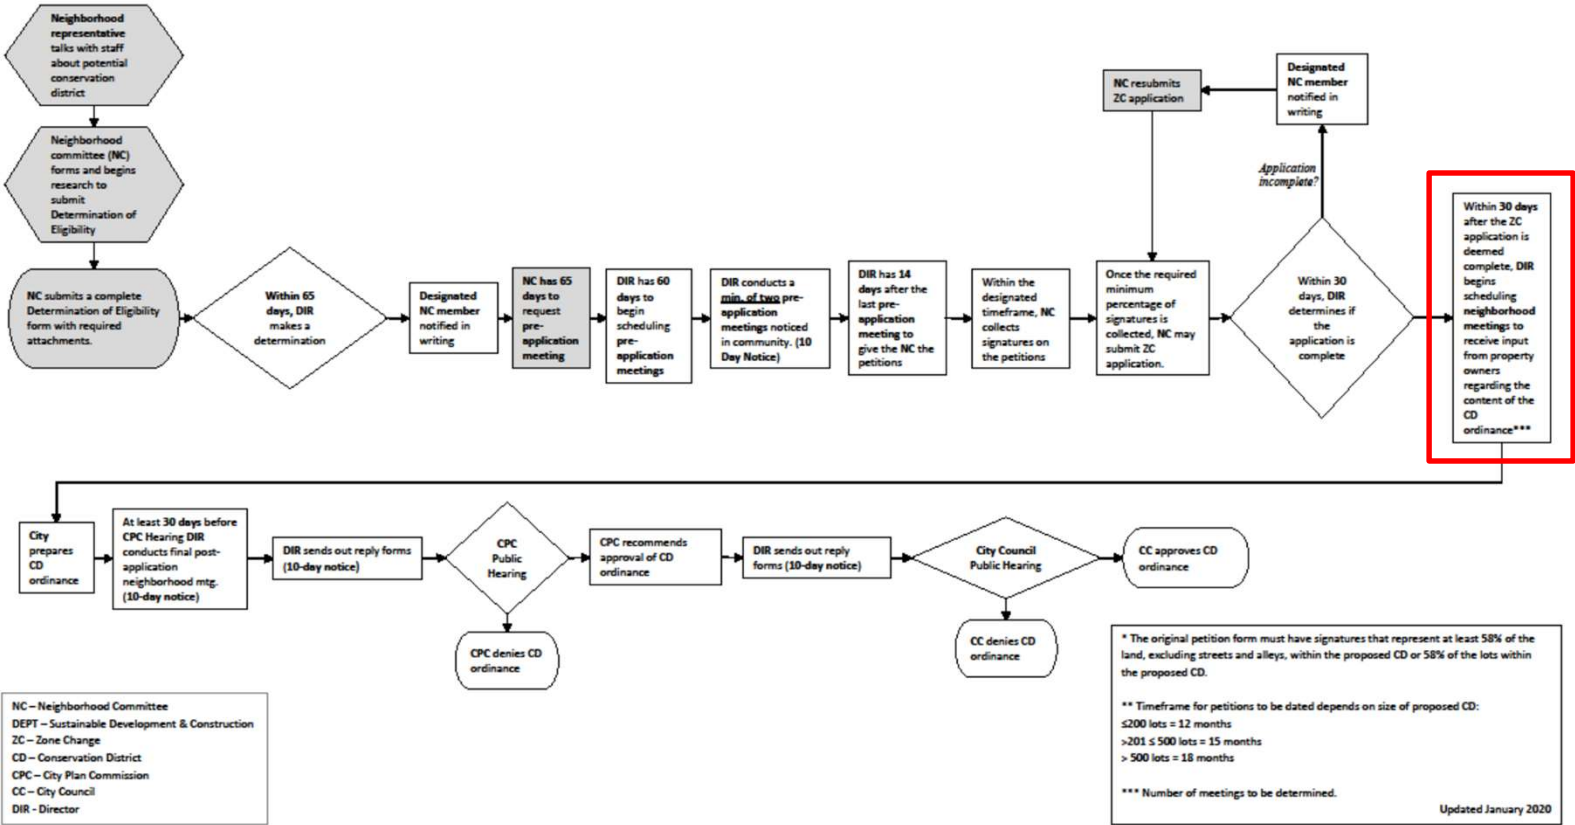 Neighborhood
representative
talks with staff
about potential
conservation
district
Neighborhood
committee (NC)
forms and begins
research to
submit
Determination of
Eligibility
NC submits a complete
Determination of Eligibility
form with required
attachments.
Within 65
days, DIR
makes a
determination
Designated
NC member
notified in
writing
NC has 65
days to
request
pre-
application
meeting
DIR has 60
days to
begin
scheduling
pre-
application
meetings
DIR conducts a
min. of two pre-
application
meetings noticed
in community. (10
Day Notice)
DIR has 14
days after the
last pre-
application
meeting to
give the NC the
petitions
Within the
designated
timeframe, NC
collects
signatures on
the petitions
Once the required
minimum
percentage of
signatures is
collected, NC may
submit ZC
application.
Within 30
days, DIR
determines if
the
application is
complete
Application
incomplete?
Designated
NC member
notified in
writing
NC resubmits
ZC application
Within 30 days
after the ZC
application is
deemed
complete, DIR
begins
scheduling
neighborhood
meetings to
receive input
from property
owners
regarding the
content of the
CD
ordinance***
City
prepares
CD
ordinance
At least 30 days before
CPC Hearing DIR
conducts final post-
application
neighborhood mtg.
(10-day notice)
DIR sends out reply forms
(10-day notice)
CPC
Public
Hearing
CPC denies CD
ordinance
CPC recommends
approval of CD
ordinance
DIR sends out reply
forms (10-day notice)
City Council
Public Hearing
CC approves CD
ordinance
CC denies CD
ordinance
NC – Neighborhood Committee
DEPT – Sustainable Development & Construction
ZC – Zone Change
CD – Conservation District
CPC – City Plan Commission
CC – City Council
DIR - Director
* The original petition form must have signatures that represent at least 58% of the
land, excluding streets and alleys, within the proposed CD or 58% of the lots within
the proposed CD.
** Timeframe for petitions to be dated depends on size of proposed CD:
≤200 lots = 12 months
>201 ≤ 500 lots = 15 months
> 500 lots = 18 months
*** Number of meetings to be determined.
Updated January 2020